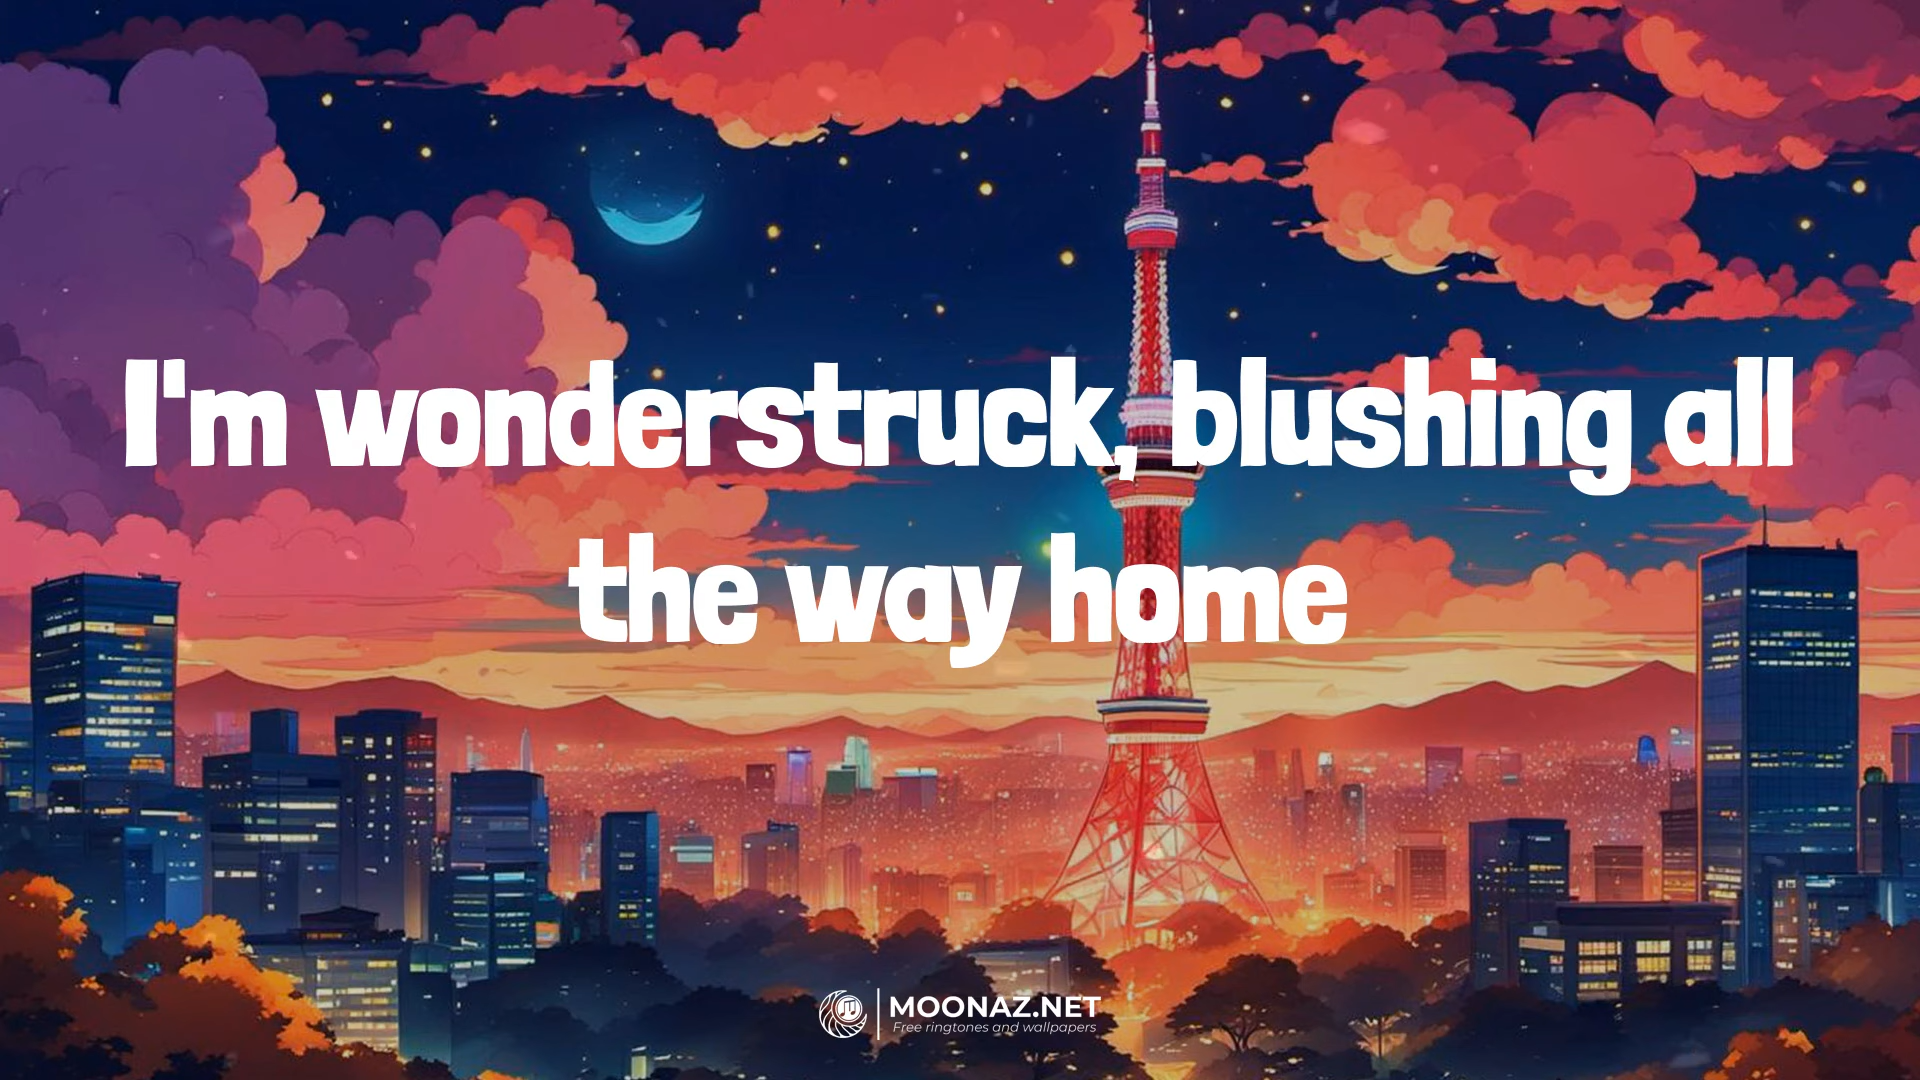 I'm wonderstruck, blushing all
the way home
MOONAZ.NET
Free ringtones and wallpapers